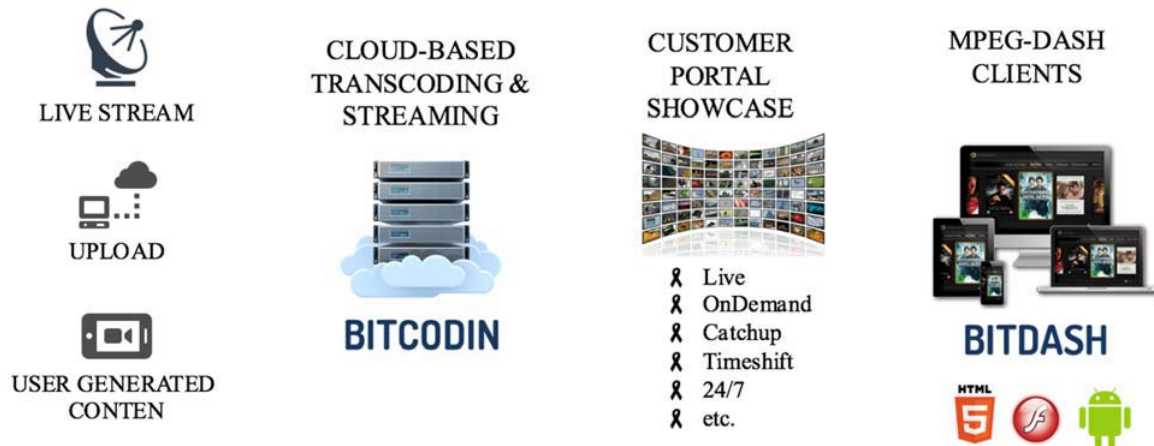 LIVE STREAM
UPLOAD
USER GENERATED
CONTEN
CLOUD-BASED
TRANSCODING &
STREAMING
BITCODIN
CUSTOMER
PORTAL
SHOWCASE
Live
OnDemand
Catchup
Timeshift
24/7
etc.
MPEG-DASH
CLIENTS
BITDASH
HTML
5